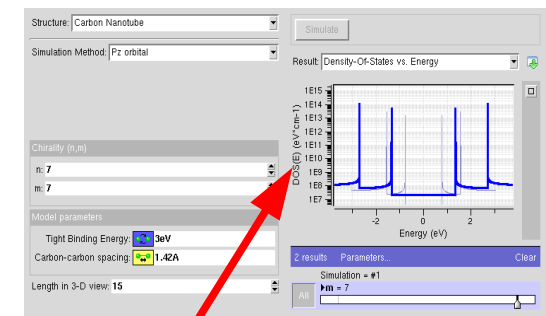 Structure: Carbon Nanotube
Simulation Method: Pz orbital
Chirality (n,m)
n: 7
m: 7
Model parameters
Tight Binding Energy: 3eV
Carbon-carbon spacing: 1.42A
Length in 3-D view: 15
Simulate
Result: Density-Of-States vs. Energy
DOS(E) (eV*cm-1)
1E15
1E14
1E13
1E12
1E11
1E10
1E9
1E8
1E7
-2 0 2
Energy (eV)
2 results Parameters... Clear
Simulation = #1
All
m = 7